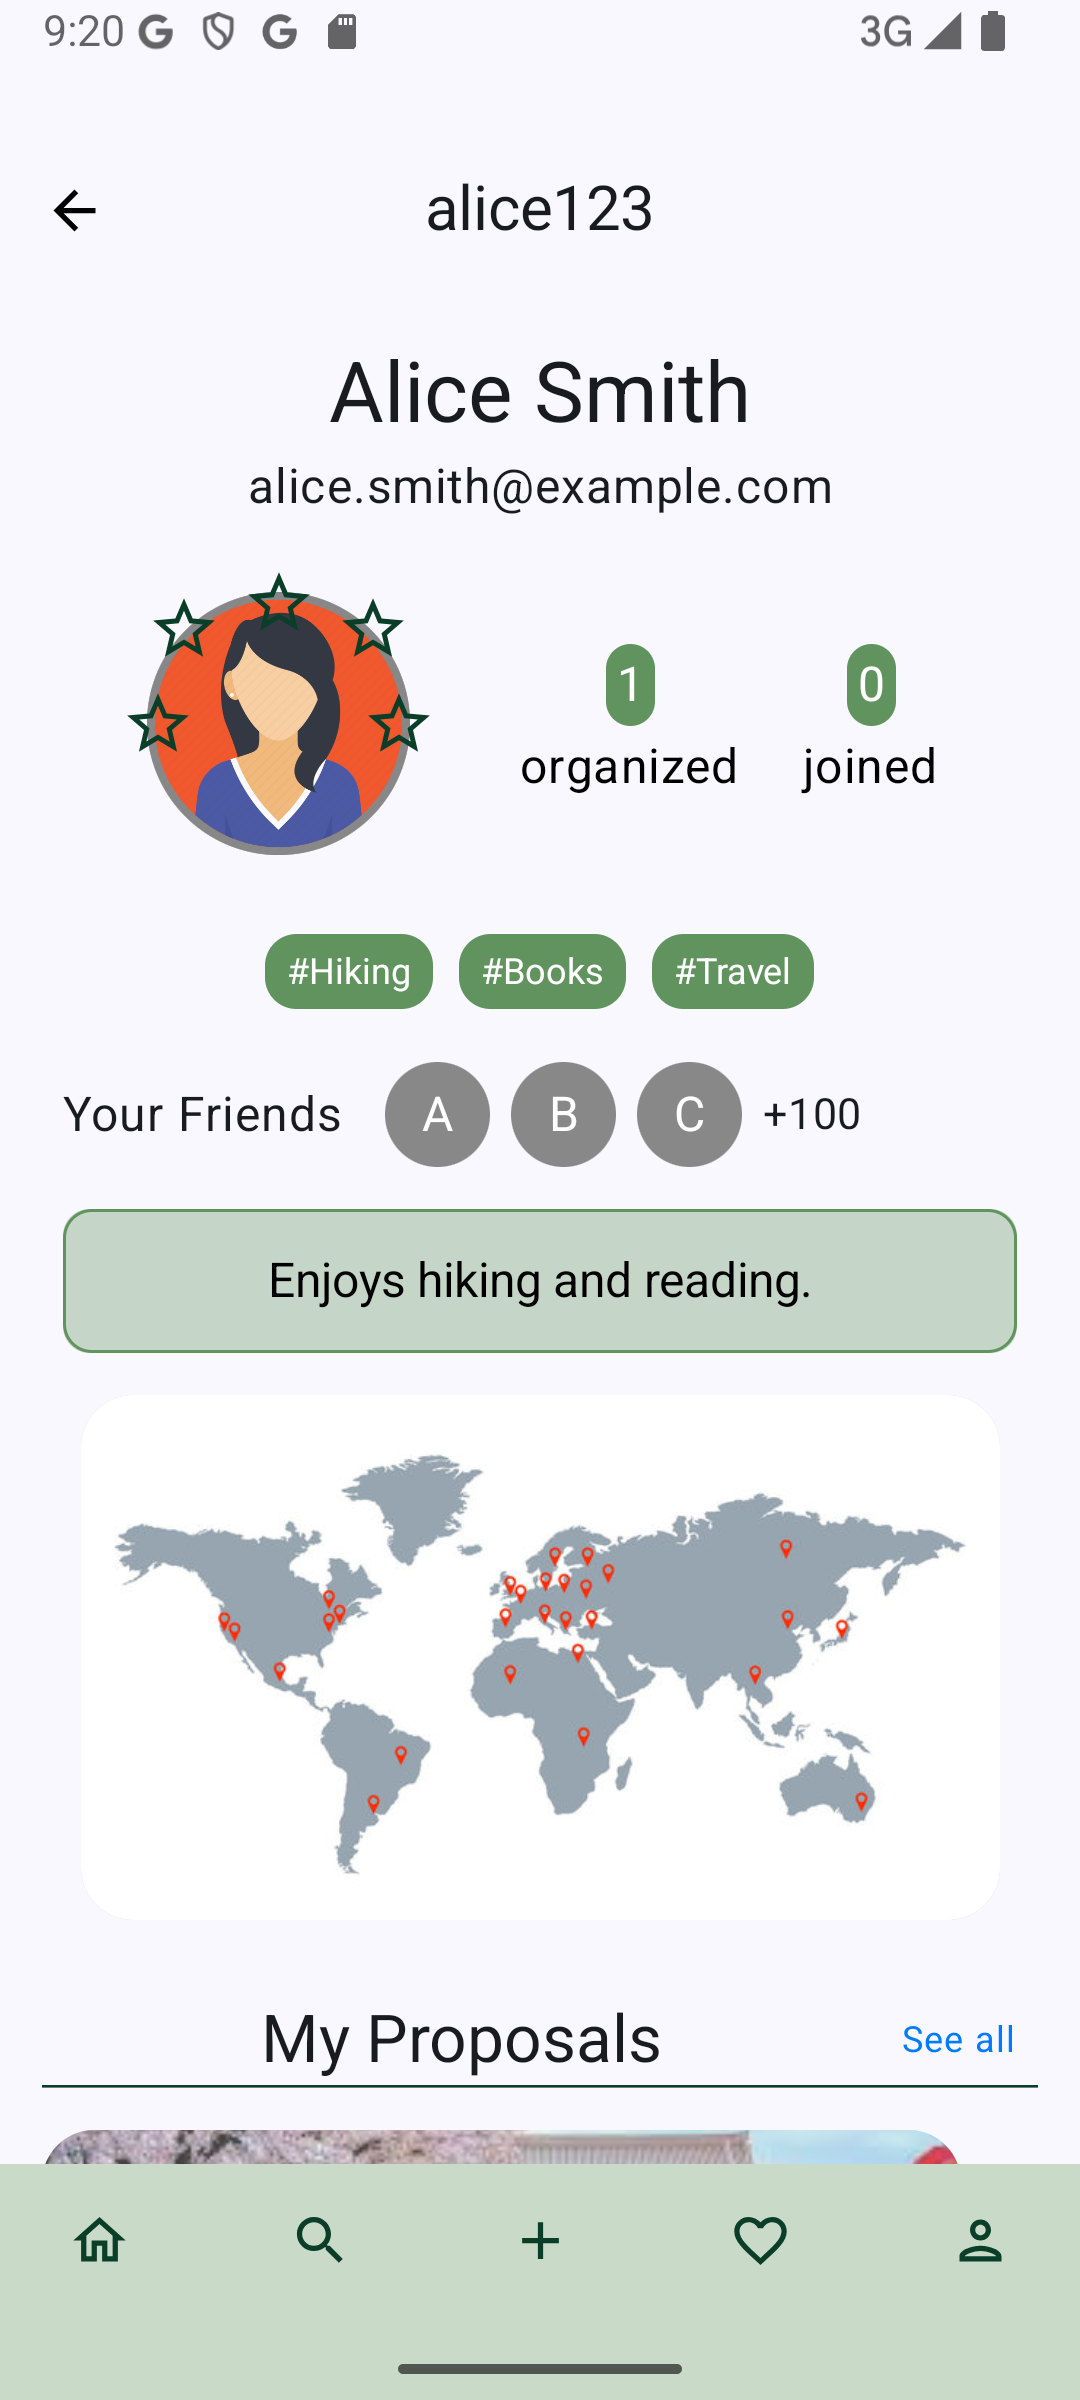 9:20 3G
alice123
Alice Smith
alice.smith@example.com
1 0
organized joined
#Hiking #Books #Travel
Your Friends A B C +100
Enjoys hiking and reading.
My Proposals See all